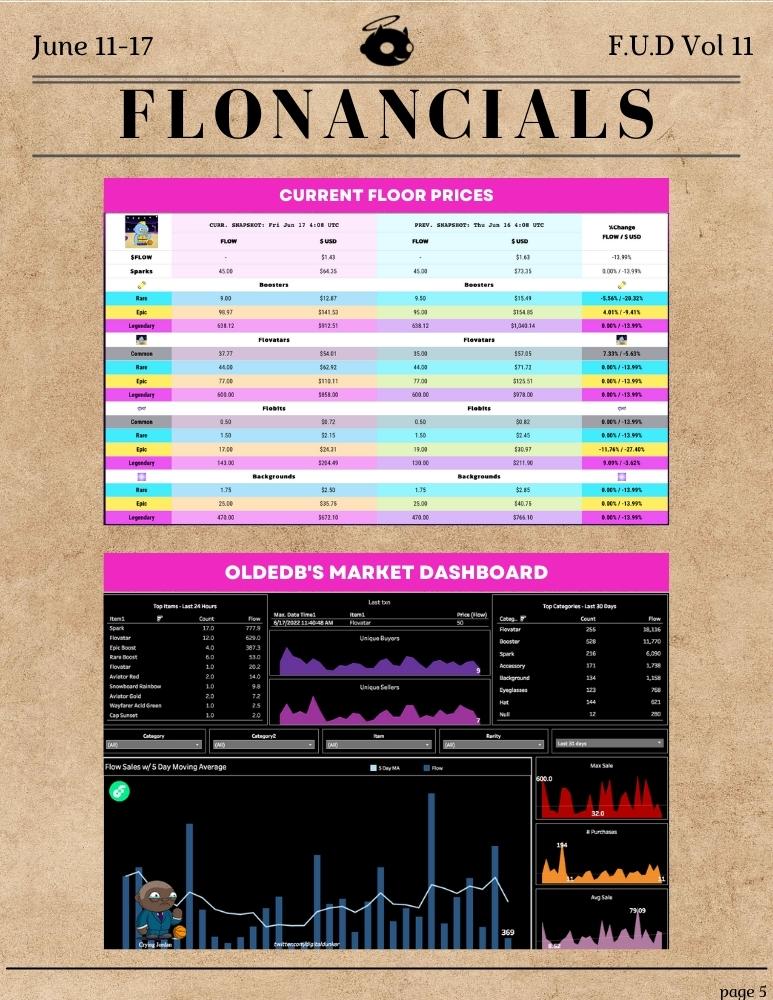 June 11-17
F.U.D Vol 11
FLONANCIALS
CURRENT FLOOR PRICES
CURR. SNAPSHOT: Fri Jun 17 4:08 UTC PREV. SNAPSHOT: Thu Jun 16 4:08 UTC %Change
FLOW $ USD FLOW $ USD FLOW / $ USD
$FLOW - $1.43 - $1.63 -13.99%
Sparks 45.00 $64.35 45.00 $73.35 0.00% / -13.99%
Boosters Boosters
Rare 9.00 $12.87 9.50 $15.49 -5.56% / -20.32%
Epic 98.97 $141.53 95.00 $154.85 4.01% / -9.41%
Legendary 638.12 $912.51 638.12 $1,040.14 0.00% / -13.99%
Flovatars Flovatars
Common 37.77 $54.01 35.00 $57.05 7.33% / -5.63%
Rare 44.00 $62.92 44.00 $71.72 0.00% / -13.99%
Epic 77.00 $110.11 77.00 $125.51 0.00% / -13.99%
Legendary 600.00 $858.00 600.00 $978.00 0.00% / -13.99%
Flobits Flobits
Common 0.50 $0.72 0.50 $0.82 0.00% / -13.99%
Rare 1.50 $2.15 1.50 $2.45 0.00% / -13.99%
Epic 17.00 $24.31 19.00 $30.97 -11.76% / -27.40%
Legendary 143.00 $204.49 130.00 $211.90 9.09% / -3.62%
Backgrounds Backgrounds
Rare 1.75 $2.50 1.75 $2.85 0.00% / -13.99%
Epic 25.00 $35.75 25.00 $40.75 0.00% / -13.99%
Legendary 470.00 $672.10 470.00 $766.10 0.00% / -13.99%
OLDEDB'S MARKET DASHBOARD
Top Items - Last 24 Hours
Item1 Count Flow
Spark 17.0 777.9
Flovatar 12.0 629.0
Epic Boost 4.0 387.3
Rare Boost 6.0 53.0
Flovatar 1.0 20.2
Aviator Red 2.0 14.0
Snowboard Rainbow 1.0 9.8
Aviator Gold 2.0 7.2
Wayfarer Acid Green 1.0 2.5
Cap Sunset 1.0 2.0
Last txn
Max. Date Time1 Item1 Price (Flow)
6/17/2022 11:40:48 AM Flovatar 50
Unique Buyers
9
Unique Sellers
7
Top Categories - Last 30 Days
Categ.. Count Flow
Flovatar 255 18,116
Booster 528 11,770
Spark 216 6,090
Accessory 171 1,738
Background 134 1,158
Eyeglasses 123 768
Hat 144 621
Null 12 280
Category Category2 Item Rarity
(All) (All) (All) (All) Last 31 days
Flow Sales w/ 5 Day Moving Average
5 Day MA Flow
369
Crying Jordan
twitter.com/digitaldunker
Max Sale
600.0
32.0
# Purchases
194
11
11
Avg Sale
79.09
8.62
page 5